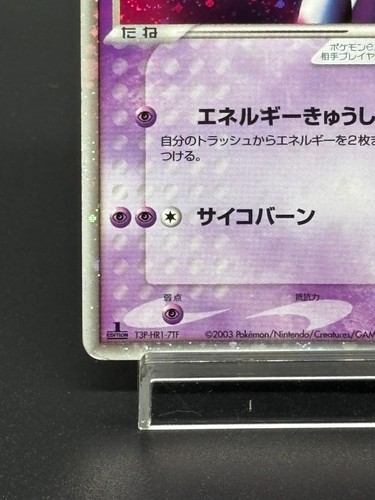 たね
ポケモンe
相手プレイヤ
エネルギーきゅうし
自分のトラッシュからエネルギーを2枚
つける。
サイコバーン
弱点 抵抗力
1 EDITION T3P-HR1-7TF ©2003 Pokémon/Nintendo/Creatures/GAM